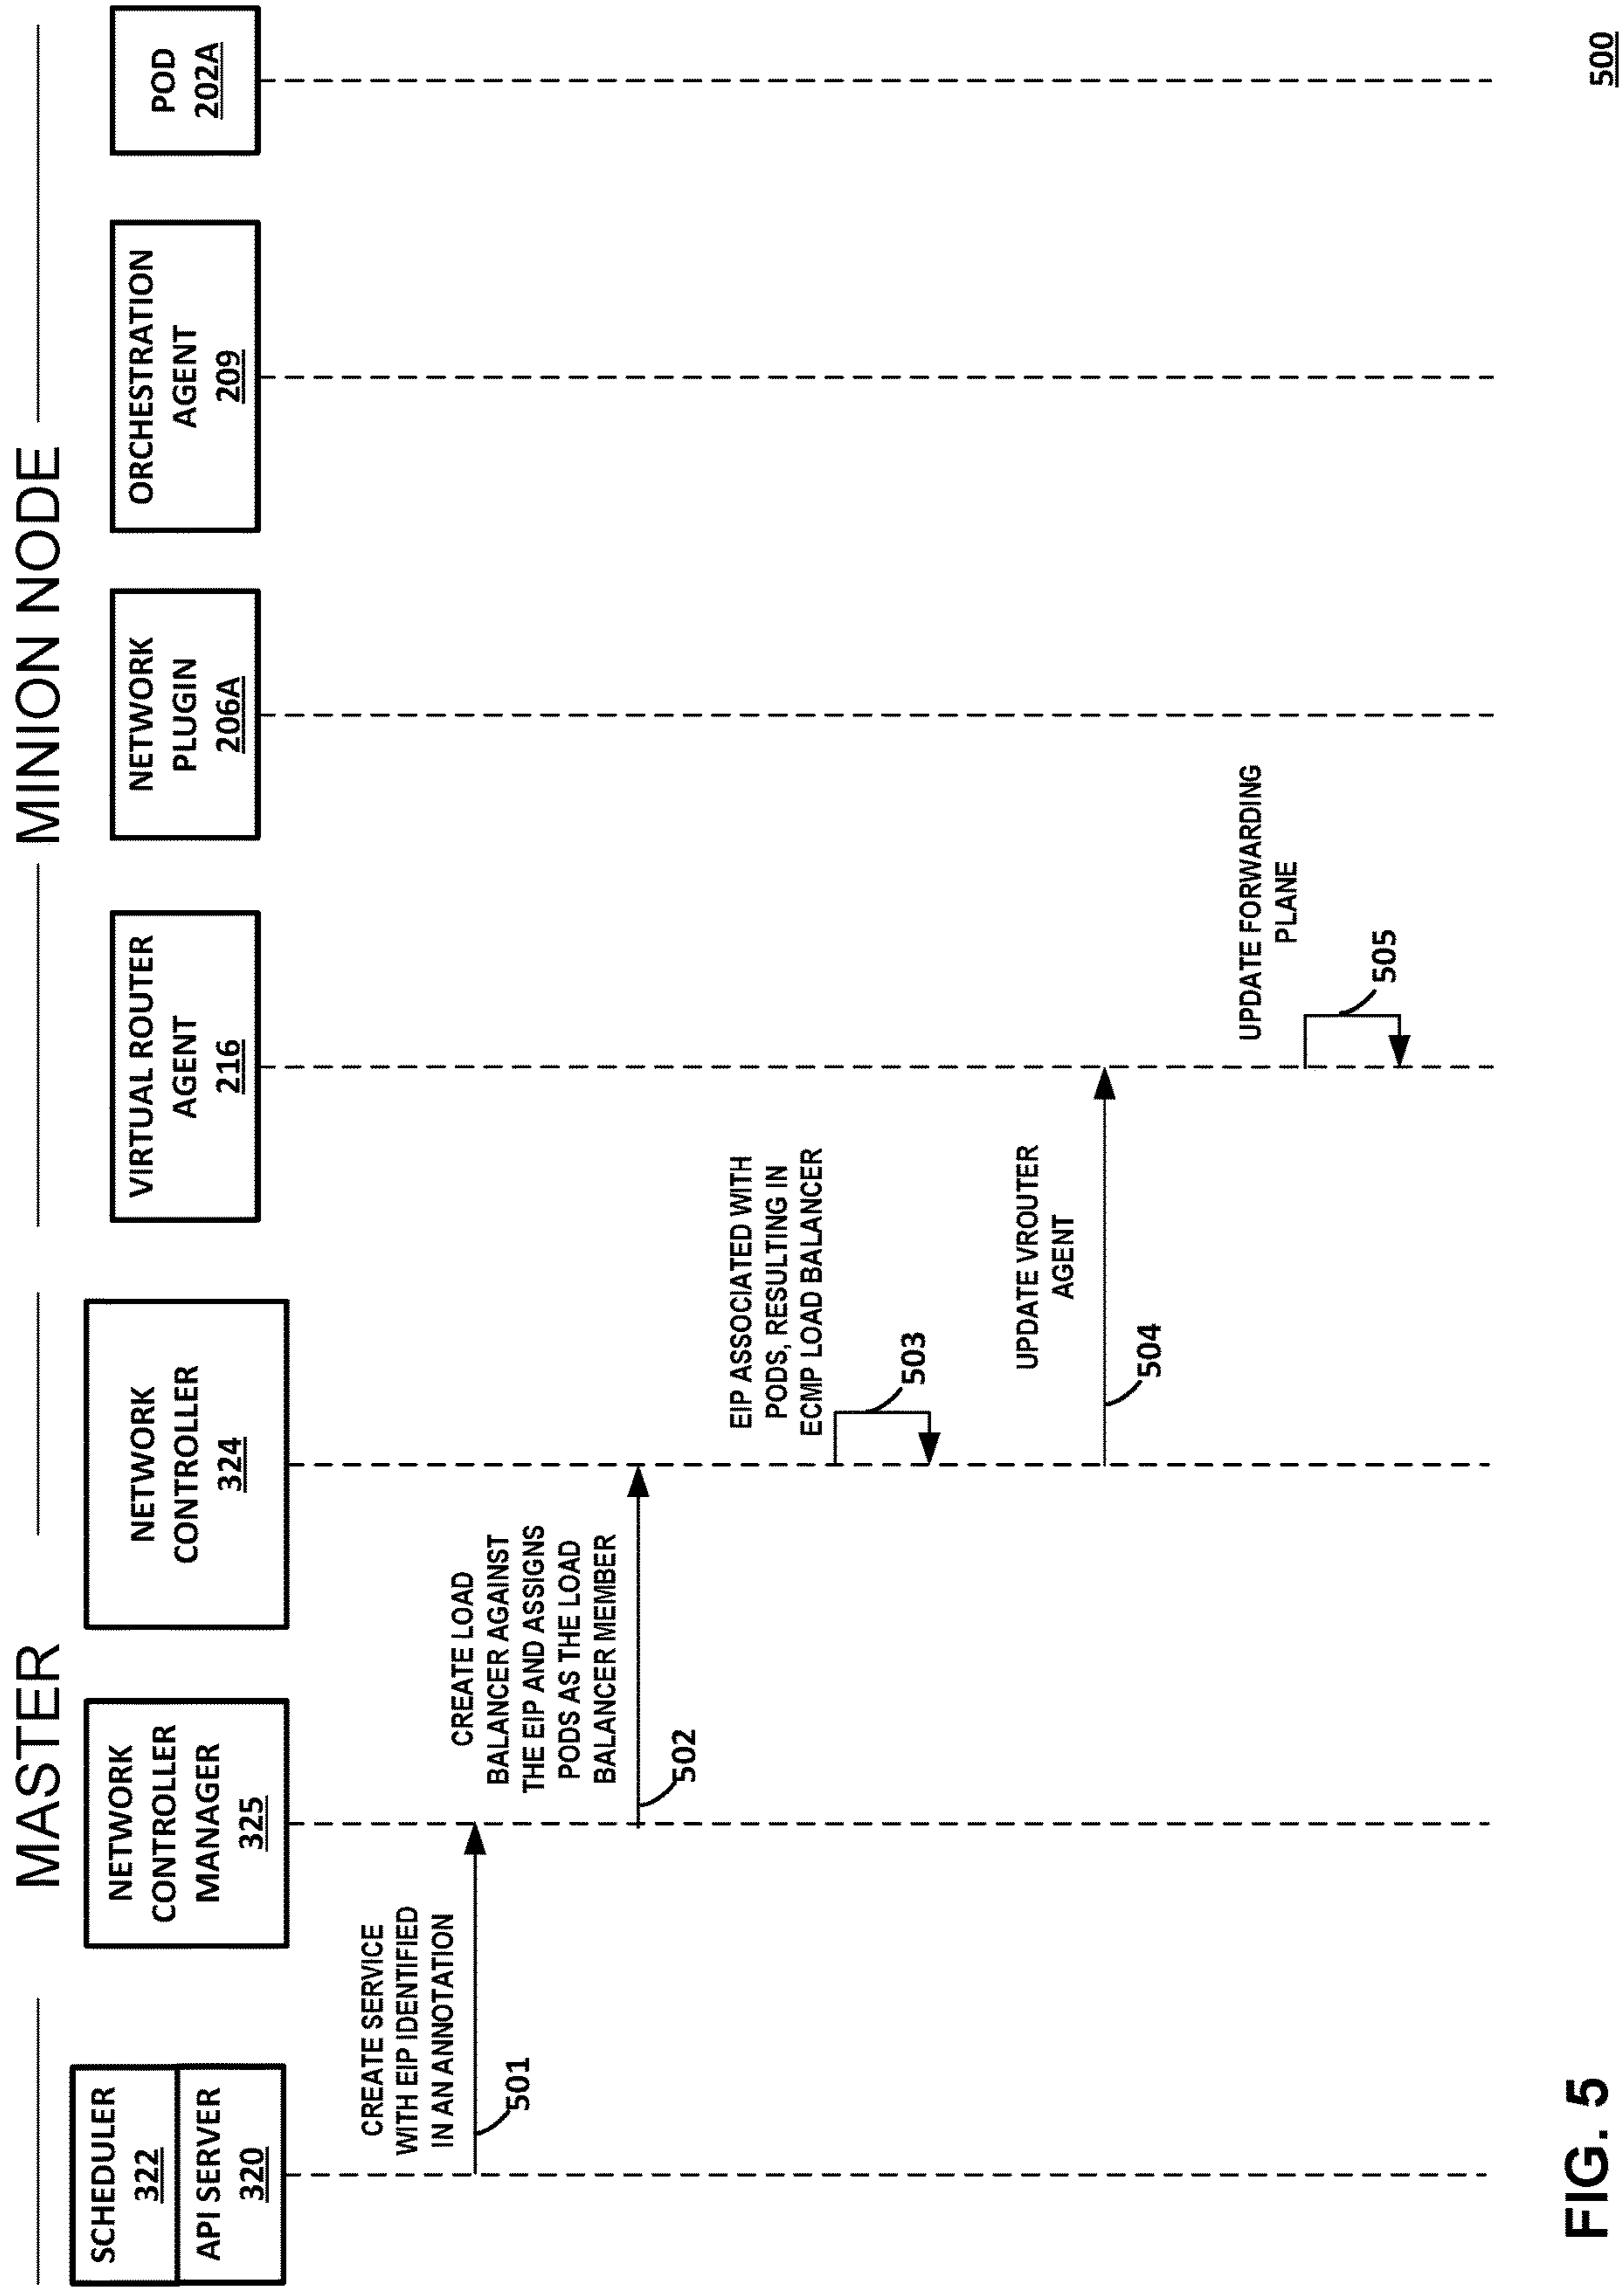 MASTER
MINION NODE
SCHEDULER
322
API SERVER
320
NETWORK
CONTROLLER
MANAGER
325
NETWORK
CONTROLLER
324
VIRTUAL ROUTER
AGENT
216
NETWORK
PLUGIN
206A
ORCHESTRATION
AGENT
209
POD
202A
CREATE SERVICE
WITH EIP IDENTIFIED
IN AN ANNOTATION
501
CREATE LOAD
BALANCER AGAINST
THE EIP AND ASSIGNS
PODS AS THE LOAD
BALANCER MEMBER
502
EIP ASSOCIATED WITH
PODS, RESULTING IN
ECMP LOAD BALANCER
503
UPDATE VROUTER
AGENT
504
UPDATE FORWARDING
PLANE
505
FIG. 5
500